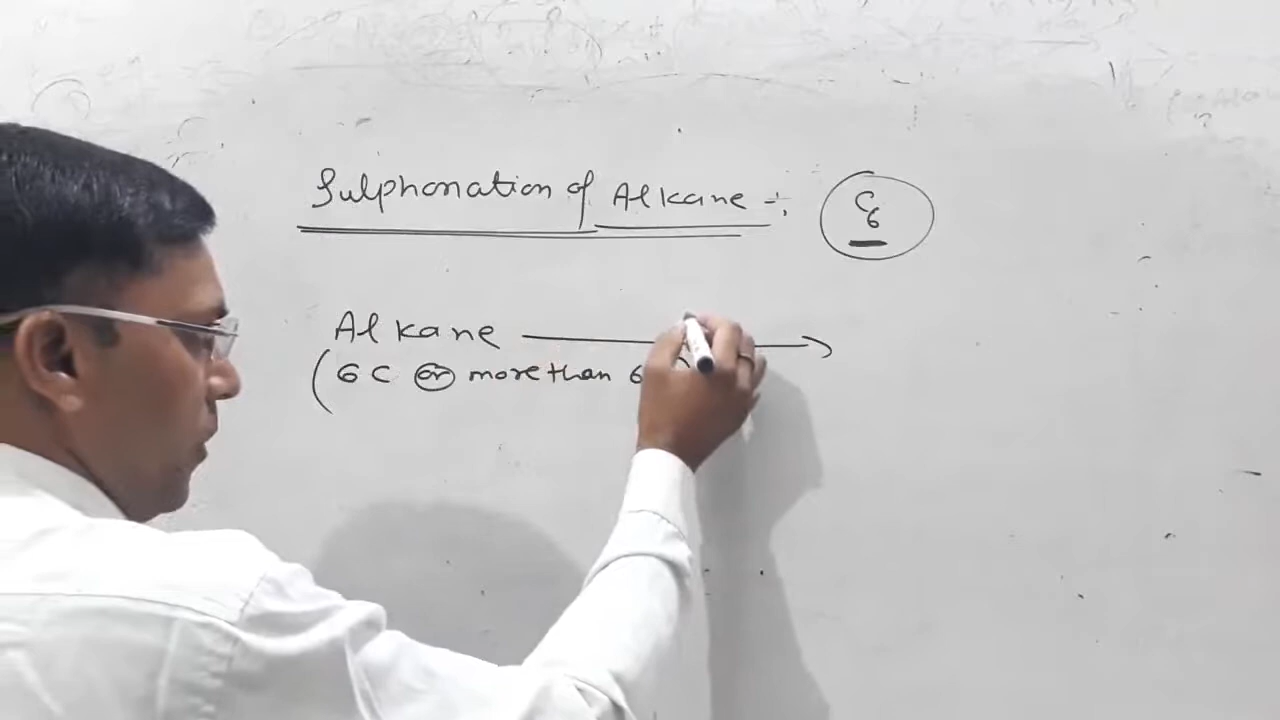 Sulphonation of Alkane :- C6
Alkane →
(6 C or more than 6